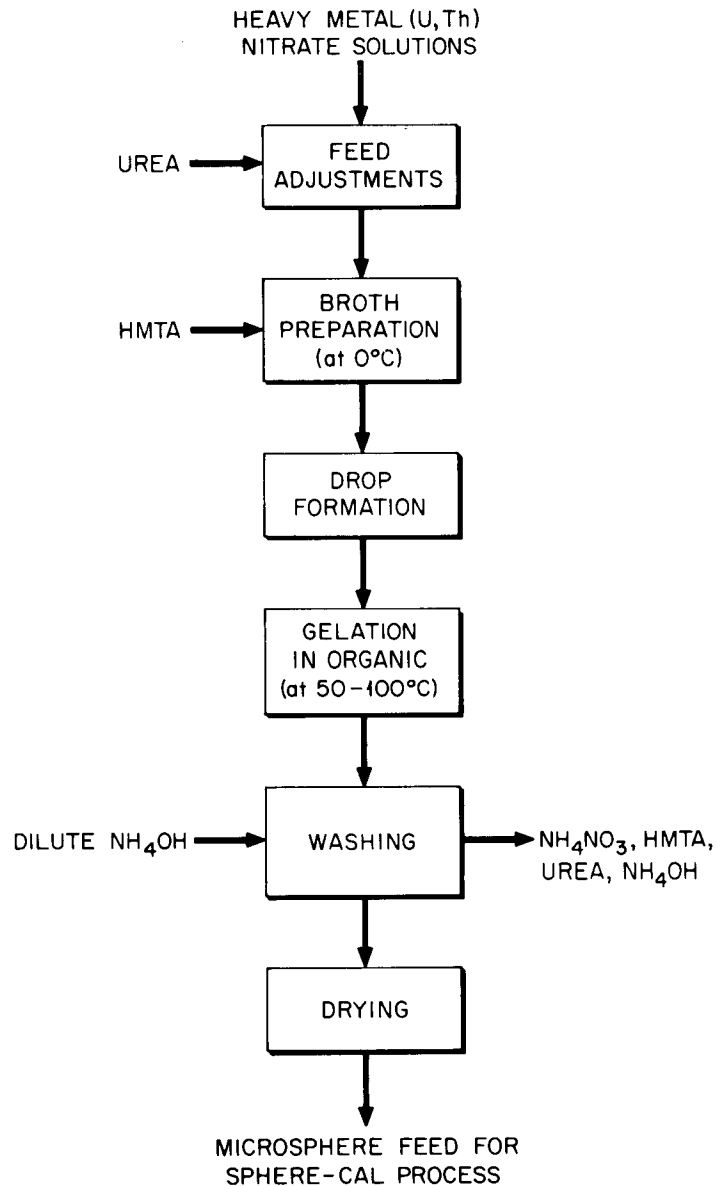 HEAVY METAL (U, Th)
NITRATE SOLUTIONS
UREA
FEED
ADJUSTMENTS
HMTA
BROTH
PREPARATION
(at 0°C)
DROP
FORMATION
GELATION
IN ORGANIC
(at 50-100°C)
DILUTE NH₄OH
WASHING
NH₄NO₃, HMTA,
UREA, NH₄OH
DRYING
MICROSPHERE FEED FOR
SPHERE-CAL PROCESS